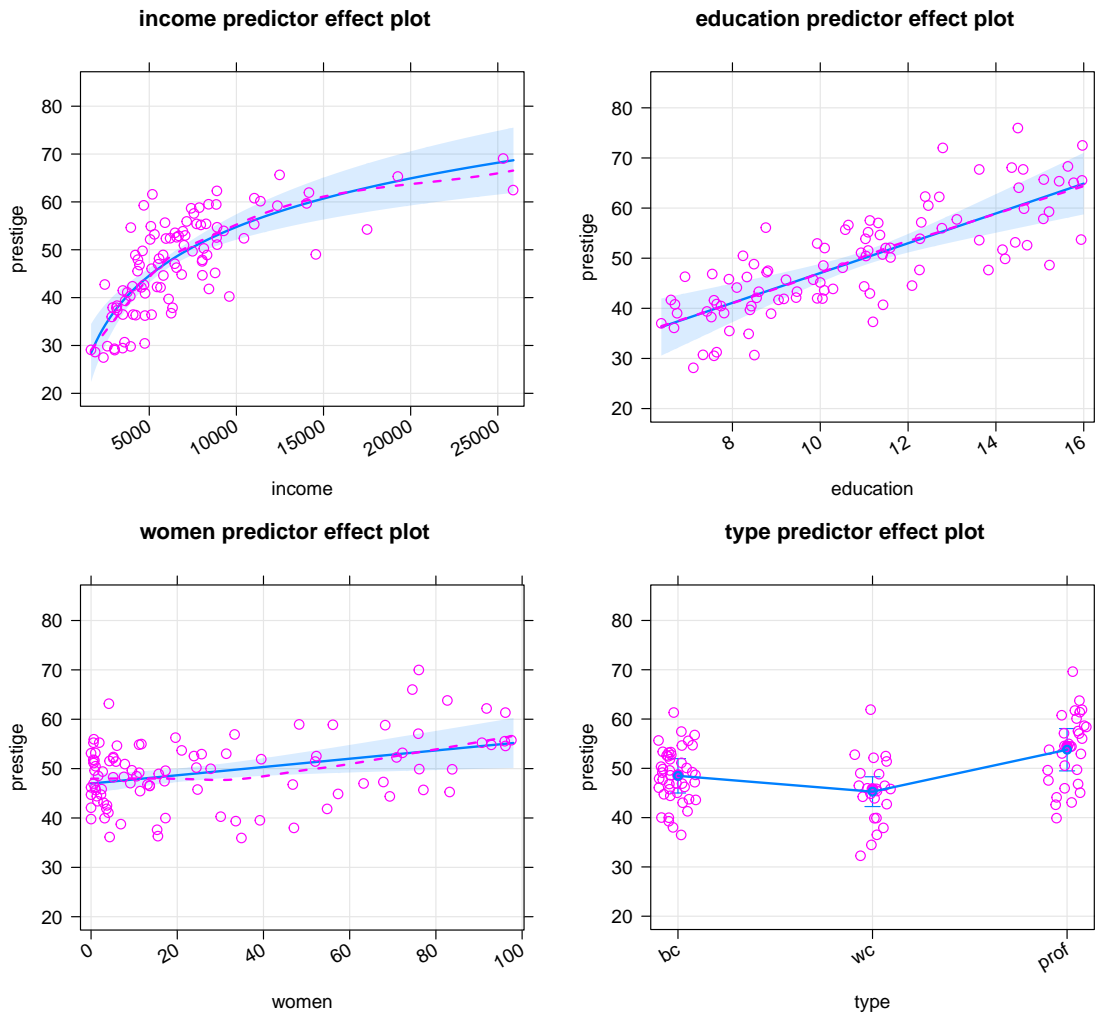 income predictor effect plot
prestige
80
70
60
50
40
30
20
5000
10000
15000
20000
25000
income
education predictor effect plot
prestige
80
70
60
50
40
30
20
8
10
12
14
16
education
women predictor effect plot
prestige
80
70
60
50
40
30
20
0
20
40
60
80
100
women
type predictor effect plot
prestige
80
70
60
50
40
30
20
bc
wc
prof
type